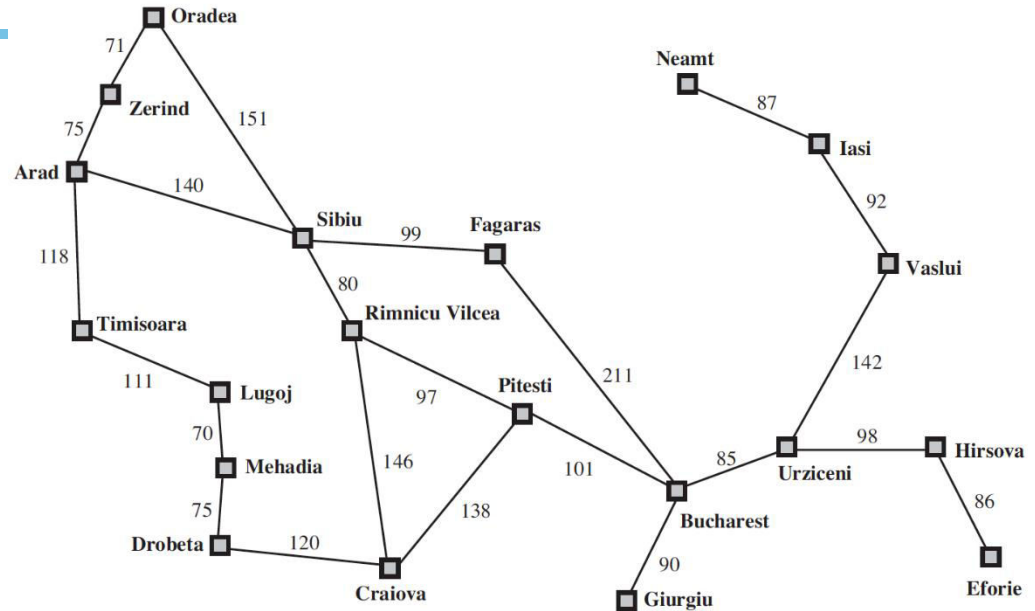 Oradea
71
Neamt
Zerind
87
151
75
Iasi
Arad
140
92
Sibiu
Fagaras
99
118
Vaslui
80
Timisoara
Rimnicu Vilcea
142
111
211
Lugoj
97
Pitesti
70
98
Hirsova
146
85
Mehadia
101
Urziceni
86
75
138
Bucharest
Drobeta
120
90
Craiova
Eforie
Giurgiu